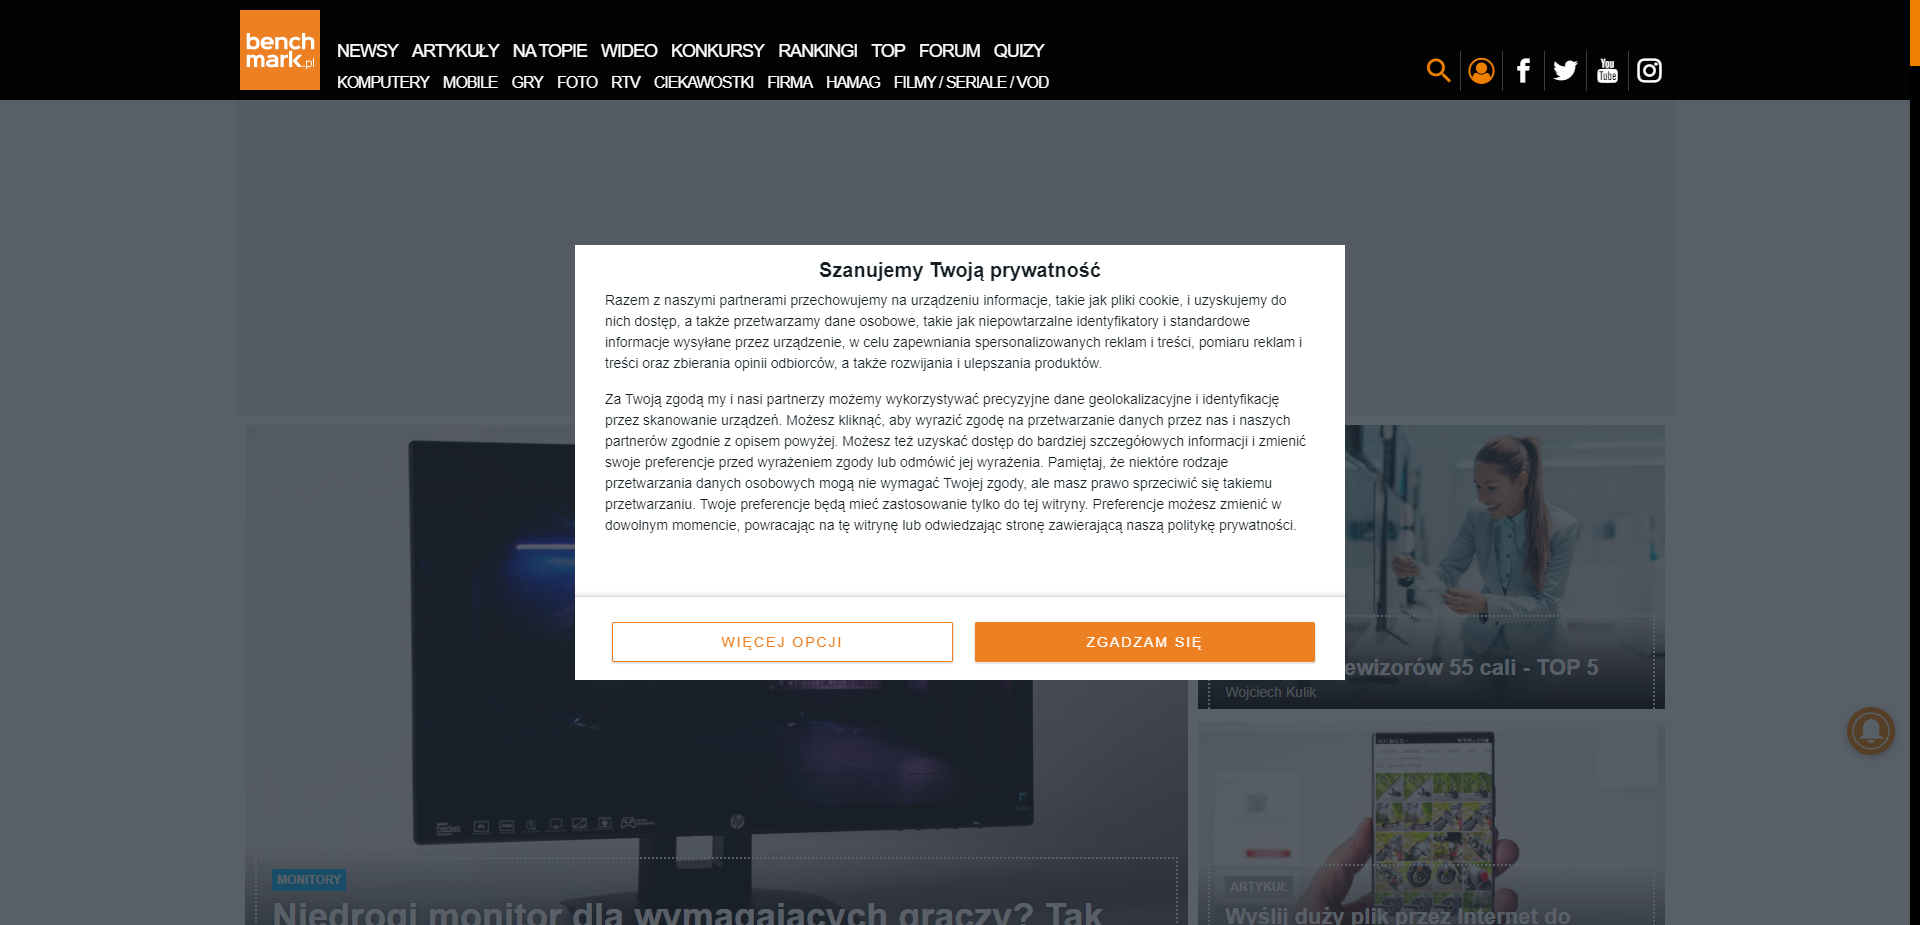 bench
mark.pl
NEWSY ARTYKUŁY NA TOPIE WIDEO KONKURSY RANKINGI TOP FORUM QUIZY
KOMPUTERY MOBILE GRY FOTO RTV CIEKAWOSTKI FIRMA HAMAG FILMY / SERIALE / VOD
You
Tube
Szanujemy Twoją prywatność
Razem z naszymi partnerami przechowujemy na urządzeniu informacje, takie jak pliki cookie, i uzyskujemy do
nich dostęp, a także przetwarzamy dane osobowe, takie jak niepowtarzalne identyfikatory i standardowe
informacje wysyłane przez urządzenie, w celu zapewniania spersonalizowanych reklam i treści, pomiaru reklam i
treści oraz zbierania opinii odbiorców, a także rozwijania i ulepszania produktów.
Za Twoją zgodą my i nasi partnerzy możemy wykorzystywać precyzyjne dane geolokalizacyjne i identyfikację
przez skanowanie urządzeń. Możesz kliknąć, aby wyrazić zgodę na przetwarzanie danych przez nas i naszych
partnerów zgodnie z opisem powyżej. Możesz też uzyskać dostęp do bardziej szczegółowych informacji i zmienić
swoje preferencje przed wyrażeniem zgody lub odmówić jej wyrażenia. Pamiętaj, że niektóre rodzaje
przetwarzania danych osobowych mogą nie wymagać Twojej zgody, ale masz prawo sprzeciwić się takiemu
przetwarzaniu. Twoje preferencje będą mieć zastosowanie tylko do tej witryny. Preferencje możesz zmienić w
dowolnym momencie, powracając na tę witrynę lub odwiedzając stronę zawierającą naszą politykę prywatności.
WIĘCEJ OPCJI
ZGADZAM SIĘ
ewizorów 55 cali - TOP 5
Wojciech Kulik
hp
MONITORY
Niedrogi monitor dla wymagających graczy? Tak
ARTYKUŁ
Wyślij duży plik przez Internet do